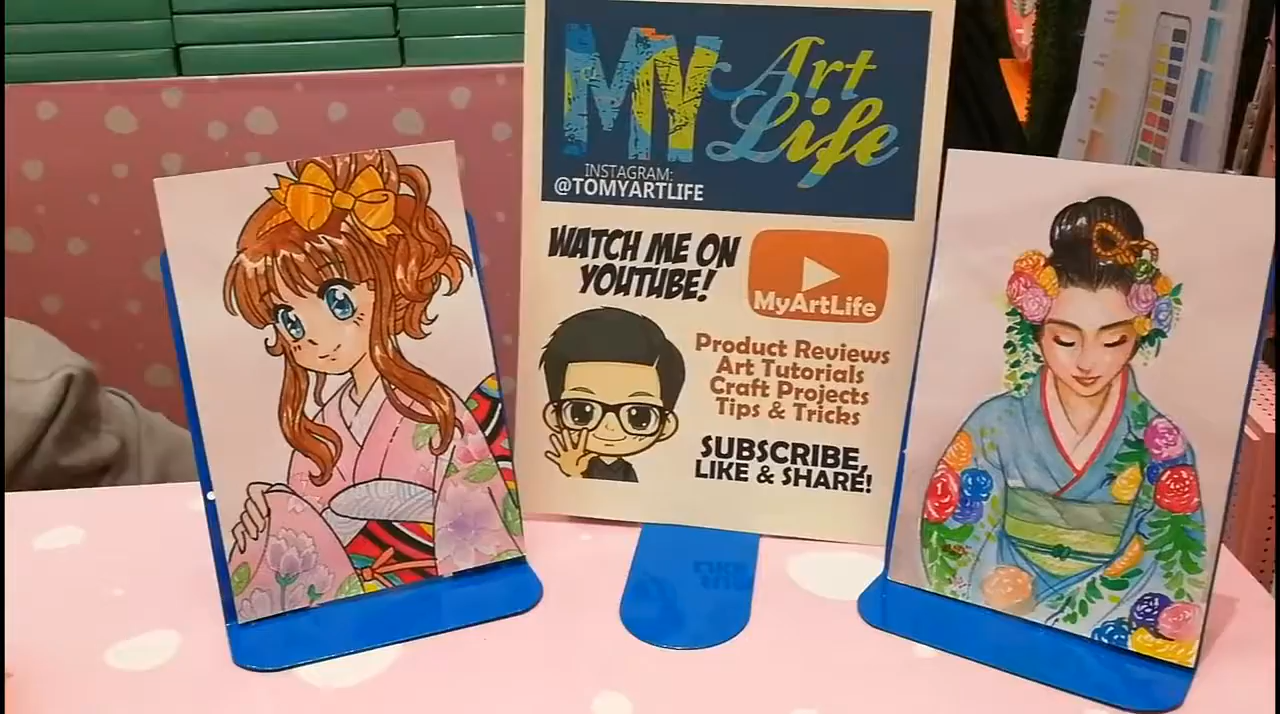 MY Art
Life
INSTAGRAM:
@TOMYARTLIFE
WATCH ME ON
YOUTUBE!
MyArtLife
Product Reviews
Art Tutorials
Craft Projects
Tips & Tricks
SUBSCRIBE,
LIKE & SHARE!